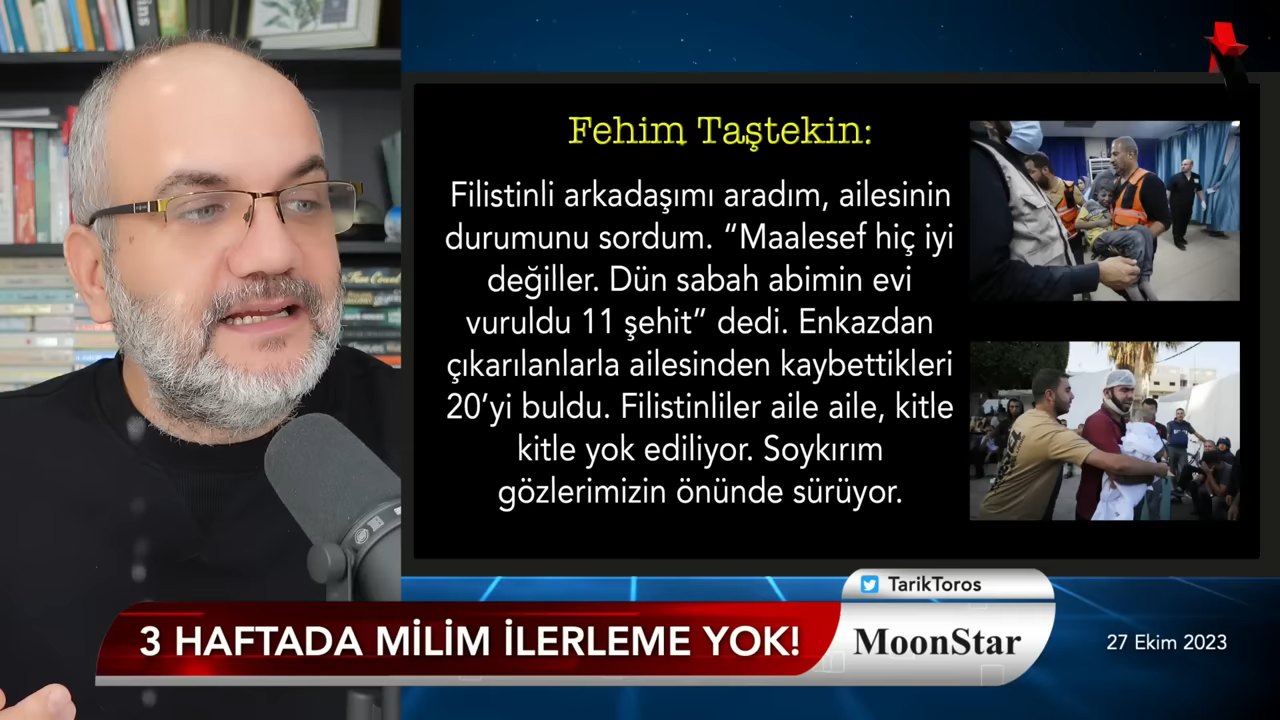 Fehim Taştekin:
Filistinli arkadaşımı aradım, ailesinin
durumunu sordum. “Maalesef hiç iyi
değiller. Dün sabah abimin evi
vuruldu 11 şehit” dedi. Enkazdan
çıkarılanlarla ailesinden kaybettikleri
20’yi buldu. Filistinliler aile aile, kitle
kitle yok ediliyor. Soykırım
gözlerimizin önünde sürüyor.
TarikToros
3 HAFTADA MİLİM İLERLEME YOK!
MoonStar
27 Ekim 2023